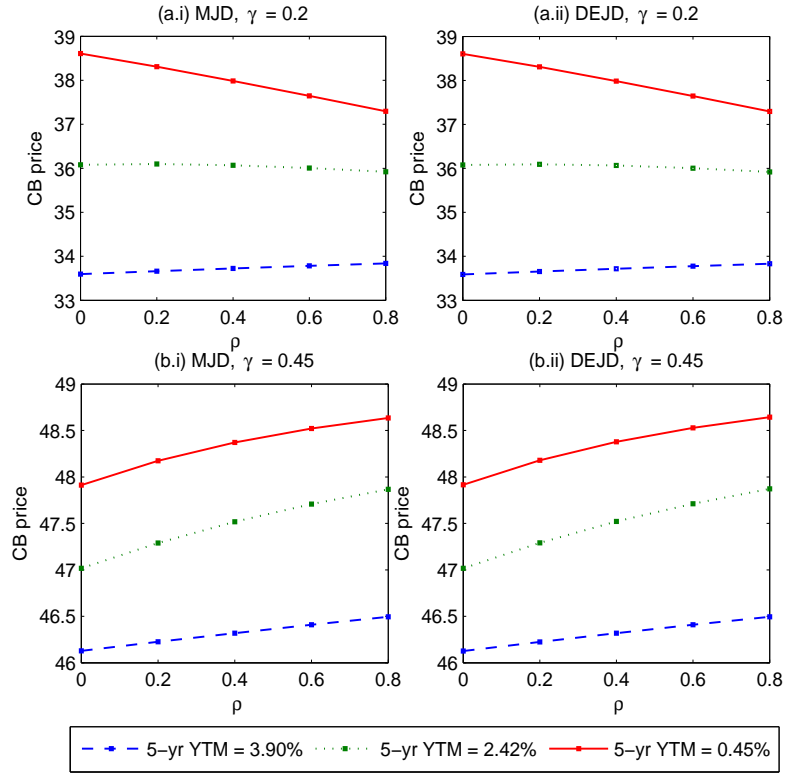 (a.i) MJD, γ = 0.2
39
38
37
36
35
34
33
CB price
0 0.2 0.4 0.6 0.8
ρ
(a.ii) DEJD, γ = 0.2
39
38
37
36
35
34
33
CB price
0 0.2 0.4 0.6 0.8
ρ
(b.i) MJD, γ = 0.45
49
48.5
48
47.5
47
46.5
46
CB price
0 0.2 0.4 0.6 0.8
ρ
(b.ii) DEJD, γ = 0.45
49
48.5
48
47.5
47
46.5
46
CB price
0 0.2 0.4 0.6 0.8
ρ
5−yr YTM = 3.90% 5−yr YTM = 2.42% 5−yr YTM = 0.45%